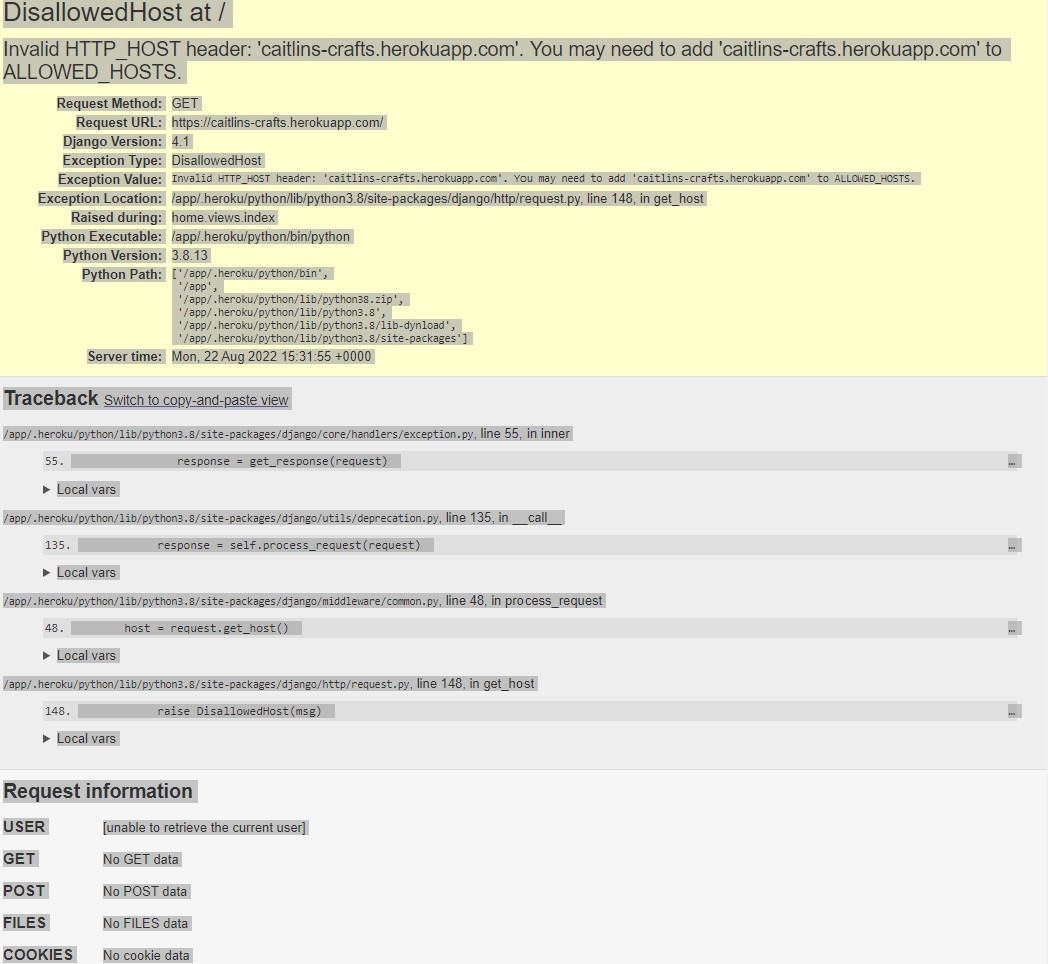 DisallowedHost at /
Invalid HTTP_HOST header: 'caitlins-crafts.herokuapp.com'. You may need to add 'caitlins-crafts.herokuapp.com' to
ALLOWED_HOSTS.
Request Method: GET
Request URL: https://caitlins-crafts.herokuapp.com/
Django Version: 4.1
Exception Type: DisallowedHost
Exception Value: Invalid HTTP_HOST header: 'caitlins-crafts.herokuapp.com'. You may need to add 'caitlins-crafts.herokuapp.com' to ALLOWED_HOSTS.
Exception Location: /app/.heroku/python/lib/python3.8/site-packages/django/http/request.py, line 148, in get_host
Raised during: home.views.index
Python Executable: /app/.heroku/python/bin/python
Python Version: 3.8.13
Python Path: ['/app/.heroku/python/bin',
'/app',
'/app/.heroku/python/lib/python38.zip',
'/app/.heroku/python/lib/python3.8',
'/app/.heroku/python/lib/python3.8/lib-dynload',
'/app/.heroku/python/lib/python3.8/site-packages']
Server time: Mon, 22 Aug 2022 15:31:55 +0000
Traceback Switch to copy-and-paste view
/app/.heroku/python/lib/python3.8/site-packages/django/core/handlers/exception.py, line 55, in inner
55. response = get_response(request) …
▶ Local vars
/app/.heroku/python/lib/python3.8/site-packages/django/utils/deprecation.py, line 135, in __call__
135. response = self.process_request(request) …
▶ Local vars
/app/.heroku/python/lib/python3.8/site-packages/django/middleware/common.py, line 48, in process_request
48. host = request.get_host() …
▶ Local vars
/app/.heroku/python/lib/python3.8/site-packages/django/http/request.py, line 148, in get_host
148. raise DisallowedHost(msg) …
▶ Local vars
Request information
USER [unable to retrieve the current user]
GET No GET data
POST No POST data
FILES No FILES data
COOKIES No cookie data